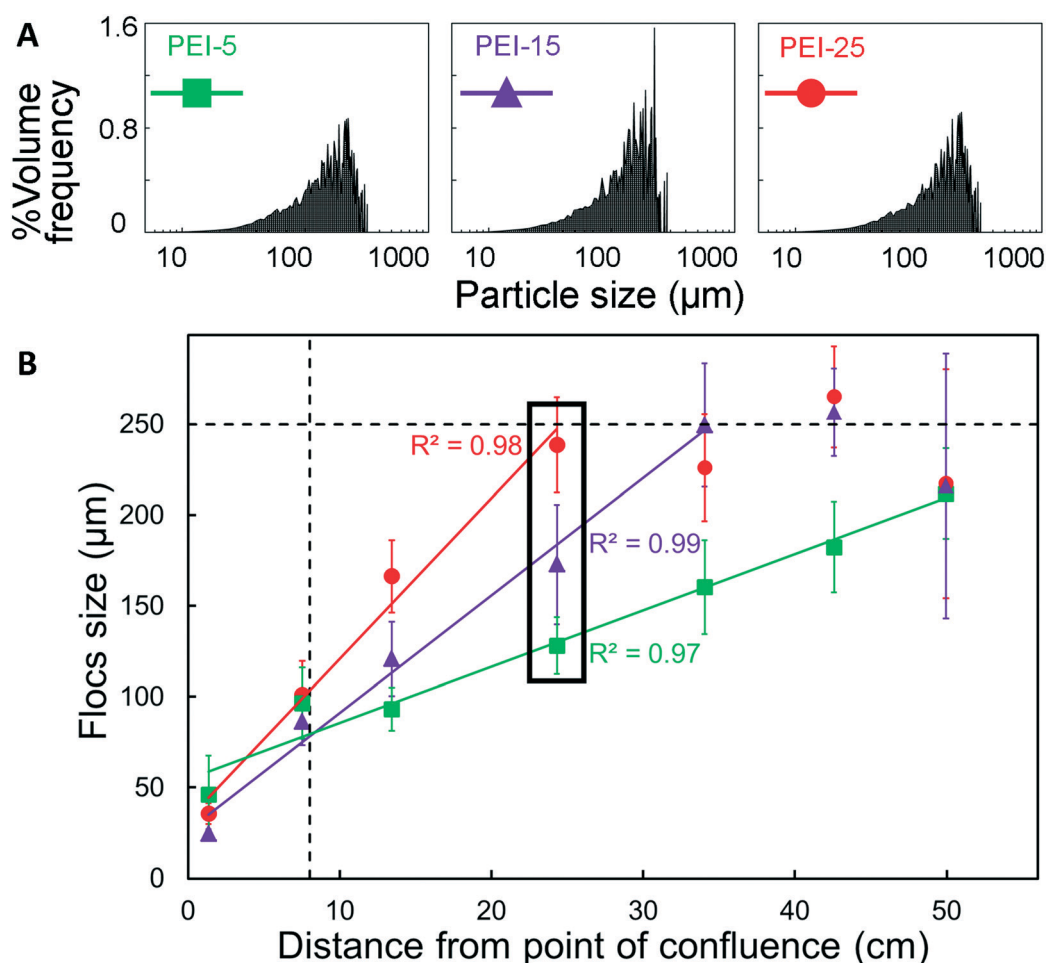 A
PEI-5
PEI-15
PEI-25
%Volume
frequency
1.6
0.8
0
10 100 1000
10 100 1000
10 100 1000
Particle size (µm)
B
Flocs size (µm)
250
200
150
100
50
0
R² = 0.98
R² = 0.99
R² = 0.97
0 10 20 30 40 50
Distance from point of confluence (cm)